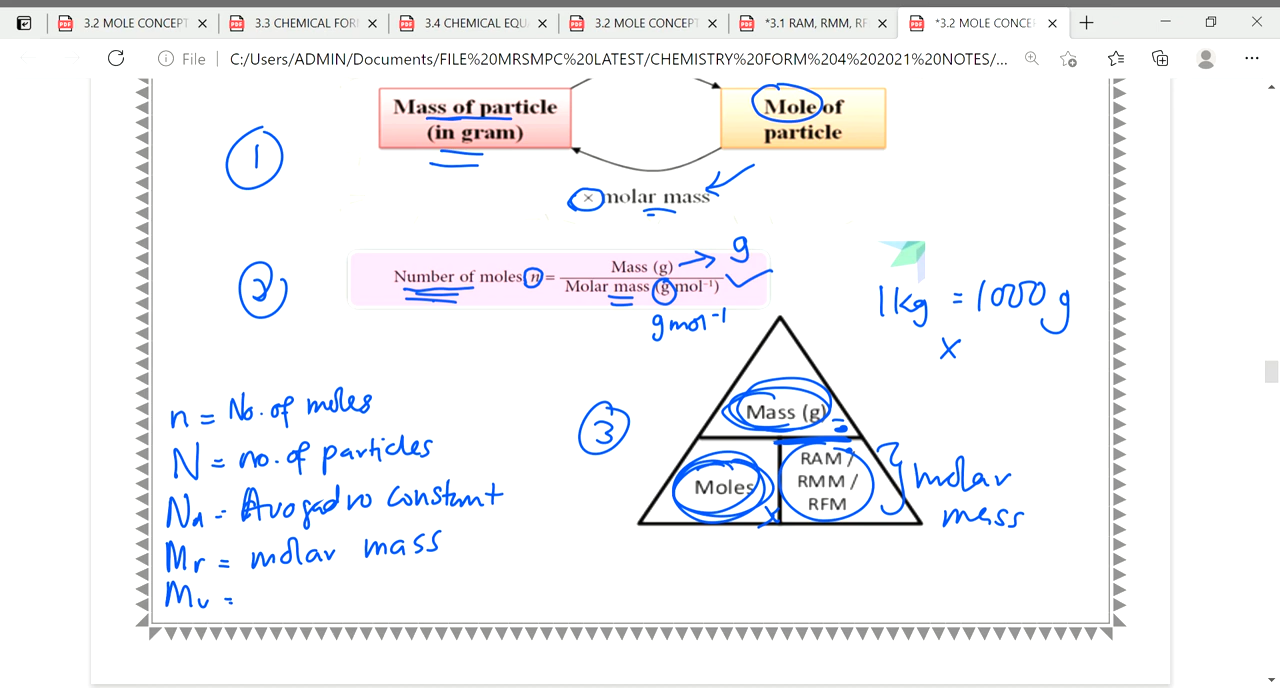 3.2 MOLE CONCEPT
3.3 CHEMICAL FOR
3.4 CHEMICAL EQU
3.2 MOLE CONCEPT
*3.1 RAM, RMM, RF
*3.2 MOLE CONCE
File C:/Users/ADMIN/Documents/FILE%20MRSMPC%20LATEST/CHEMISTRY%20FORM%204%202021%20NOTES/...
Mass of particle
(in gram)
Mole of
particle
1
× molar mass
2
Number of moles, n = Mass (g)
Molar mass (g mol⁻¹)
g
g mol⁻¹
1 kg = 1000 g
x
n = No. of moles
N = no. of particles
NA = Avogadro constant
Mr = molar mass
Mv =
3
Mass (g)
Moles
x
RAM /
RMM /
RFM
molar
mass